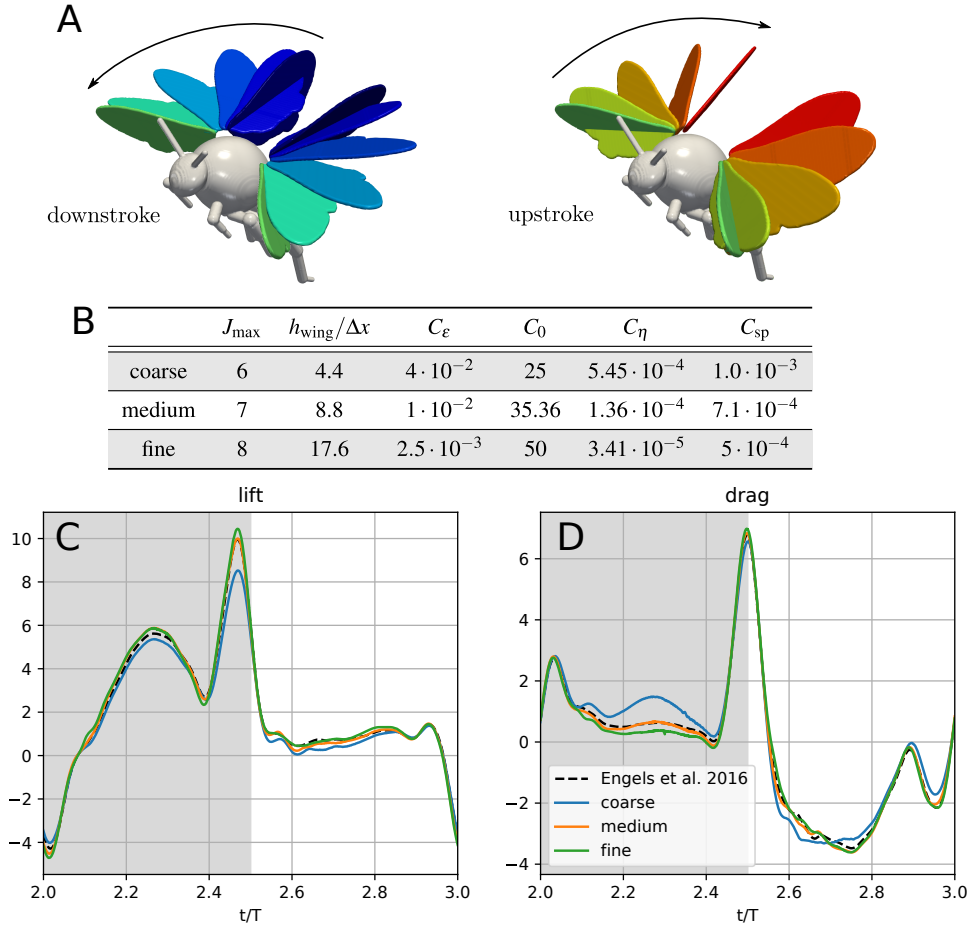 A
downstroke
upstroke
B
J_max h_wing/Δx C_ε C_0 C_η C_sp
coarse 6 4.4 4 · 10^−2 25 5.45 · 10^−4 1.0 · 10^−3
medium 7 8.8 1 · 10^−2 35.36 1.36 · 10^−4 7.1 · 10^−4
fine 8 17.6 2.5 · 10^−3 50 3.41 · 10^−5 5 · 10^−4
lift
C
10
8
6
4
2
0
−2
−4
2.0 2.2 2.4 2.6 2.8 3.0
t/T
drag
D
6
4
2
0
−2
−4
Engels et al. 2016
coarse
medium
fine
2.0 2.2 2.4 2.6 2.8 3.0
t/T